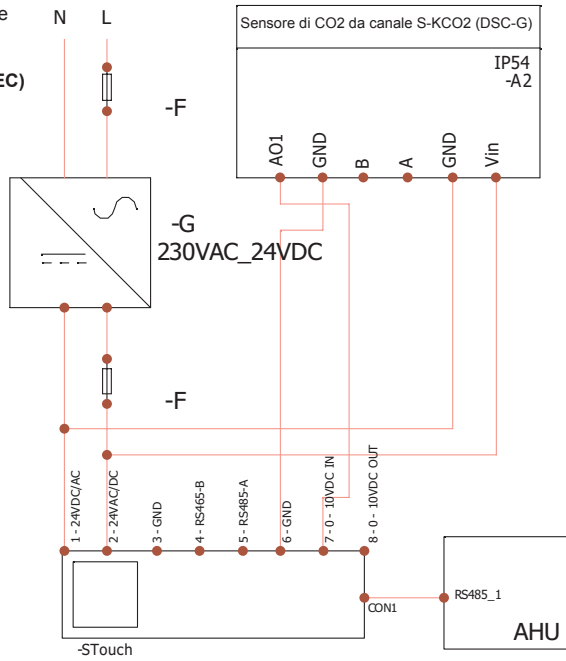 e
N L
EC)
Sensore di CO2 da canale S-KCO2 (DSC-G)
IP54
-A2
-F
AO1
GND
B
A
GND
Vin
-G
230VAC_24VDC
-F
1 - 24VDC/AC
2 - 24VAC/DC
3 - GND
4 - RS465-B
5 - RS485-A
6 - GND
7 - 0 - 10VDC IN
8 - 0 - 10VDC OUT
CON1
RS485_1
AHU
-STouch